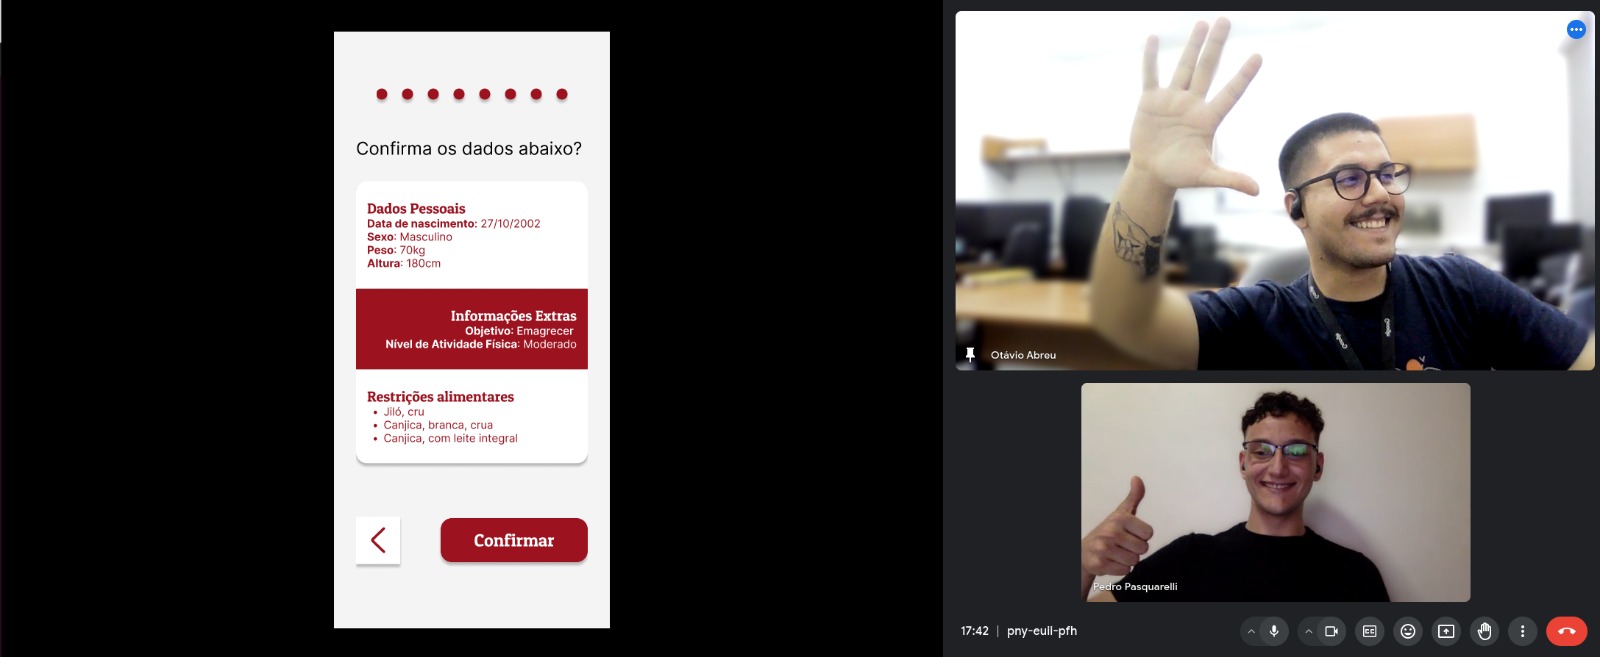 Confirma os dados abaixo?
Dados Pessoais
Data de nascimento: 27/10/2002
Sexo: Masculino
Peso: 70kg
Altura: 180cm
Informações Extras
Objetivo: Emagrecer
Nível de Atividade Física: Moderado
Restrições alimentares
• Jiló, cru
• Canjica, branca, crua
• Canjica, com leite integral
Confirmar
Otávio Abreu
Pedro Pasquarelli
17:42 | pny-euii-pfh
CC